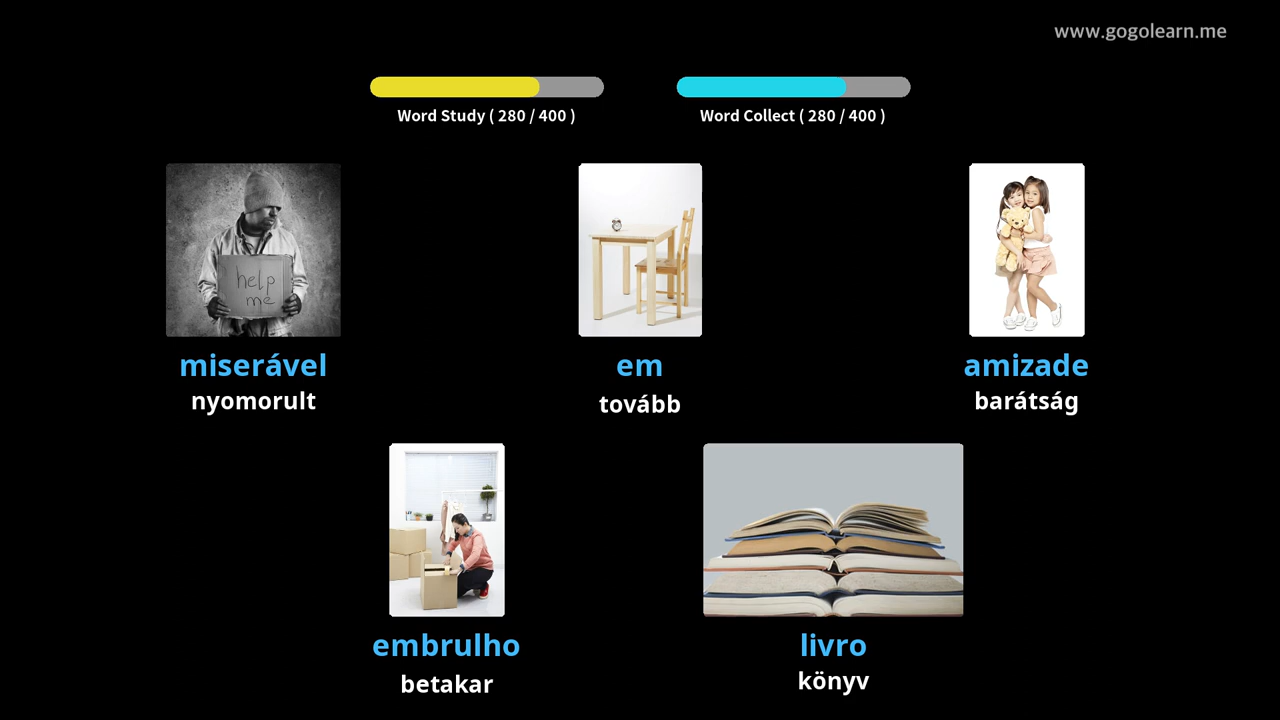 www.gogolearn.me
Word Study ( 280 / 400 )
Word Collect ( 280 / 400 )
help
me
miserável
nyomorult
em
tovább
amizade
barátság
embrulho
betakar
livro
könyv